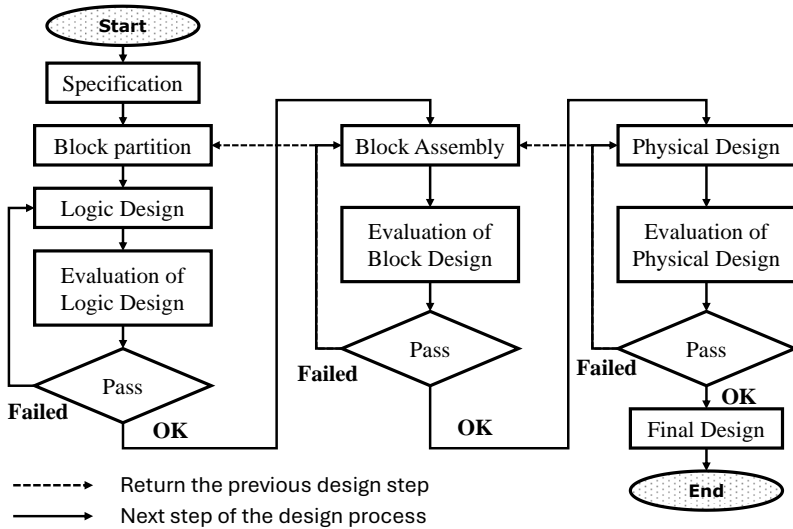 Start
Specification
Block partition
Logic Design
Evaluation of
Logic Design
Pass
Failed
OK
Block Assembly
Evaluation of
Block Design
Pass
Failed
OK
Physical Design
Evaluation of
Physical Design
Pass
Failed
OK
Final Design
End
Return the previous design step
Next step of the design process